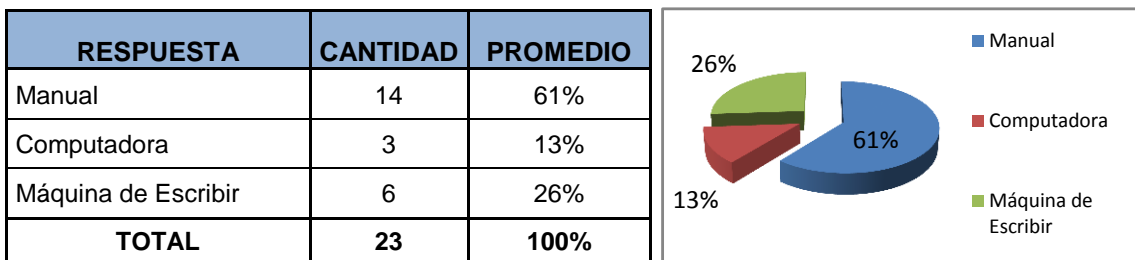 RESPUESTA CANTIDAD PROMEDIO
Manual 14 61%
Computadora 3 13%
Máquina de Escribir 6 26%
TOTAL 23 100%
26%
61%
13%
Manual
Computadora
Máquina de
Escribir